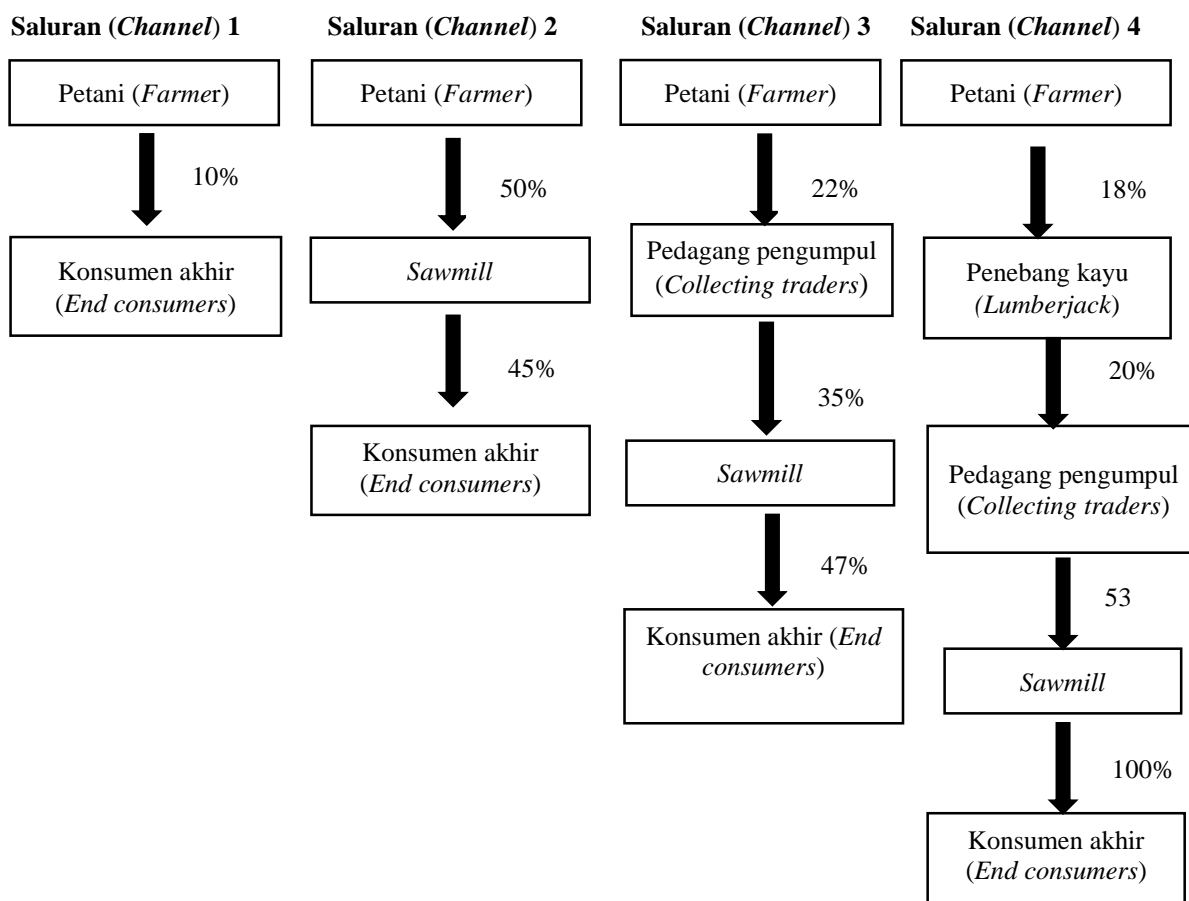 Saluran (Channel) 1
Petani (Farmer)
10%
Konsumen akhir
(End consumers)
Saluran (Channel) 2
Petani (Farmer)
50%
Sawmill
45%
Konsumen akhir
(End consumers)
Saluran (Channel) 3
Petani (Farmer)
22%
Pedagang pengumpul
(Collecting traders)
35%
Sawmill
47%
Konsumen akhir (End
consumers)
Saluran (Channel) 4
Petani (Farmer)
18%
Penebang kayu
(Lumberjack)
20%
Pedagang pengumpul
(Collecting traders)
53
Sawmill
100%
Konsumen akhir
(End consumers)